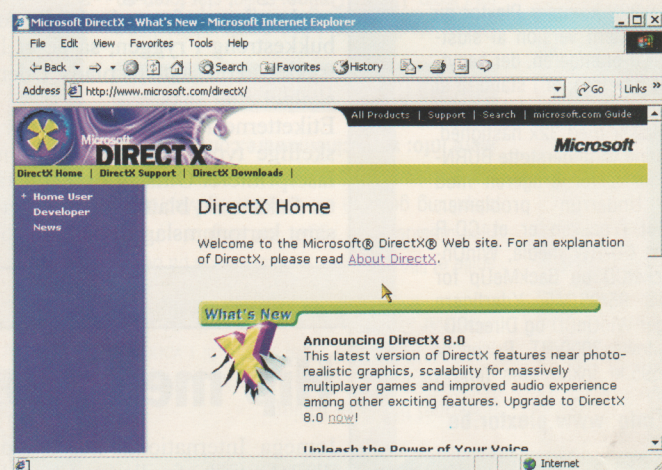 Microsoft DirectX - What's New - Microsoft Internet Explorer
File Edit View Favorites Tools Help
Back Search Favorites History
Address http://www.microsoft.com/directX/ Go Links »
All Products | Support | Search | microsoft.com Guide
Microsoft
DIRECTX®
Microsoft
DirectX Home | DirectX Support | DirectX Downloads |
+ Home User
Developer
News
DirectX Home
Welcome to the Microsoft® DirectX® Web site. For an explanation
of DirectX, please read About DirectX.
What's New
Announcing DirectX 8.0
This latest version of DirectX features near photo-
realistic graphics, scalability for massively
multiplayer games and improved audio experience
among other exciting features. Upgrade to DirectX
8.0 now!
Unleash the Power of Your Voice
Internet